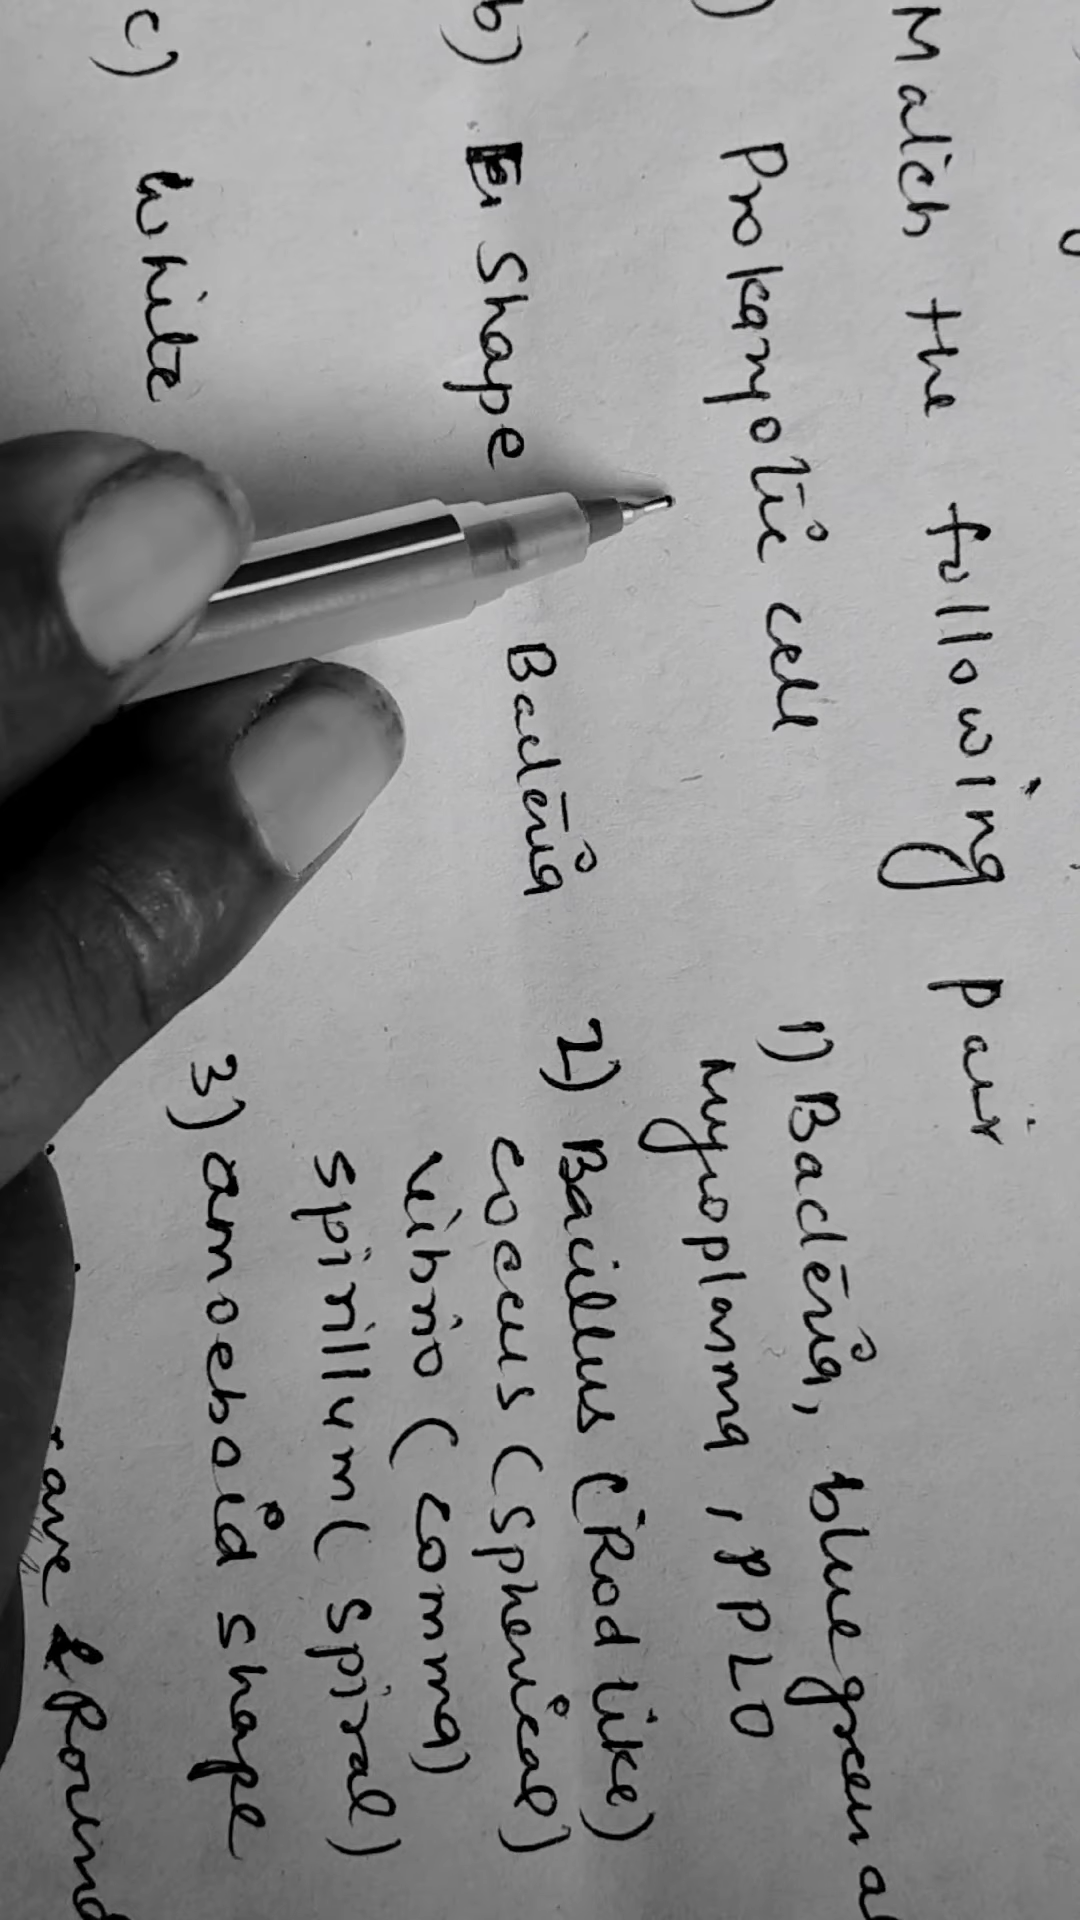 Match the following pair
) Prokaryotic cell 1) Bacteria, blue green a
Mycoplasma, PPLO
b) Shape Bacteria 2) Bacillus (Rod like)
coccus (Spherical)
vibrio (comma)
spirillum (spiral)
c) White 3) amoeboid shape
& Round